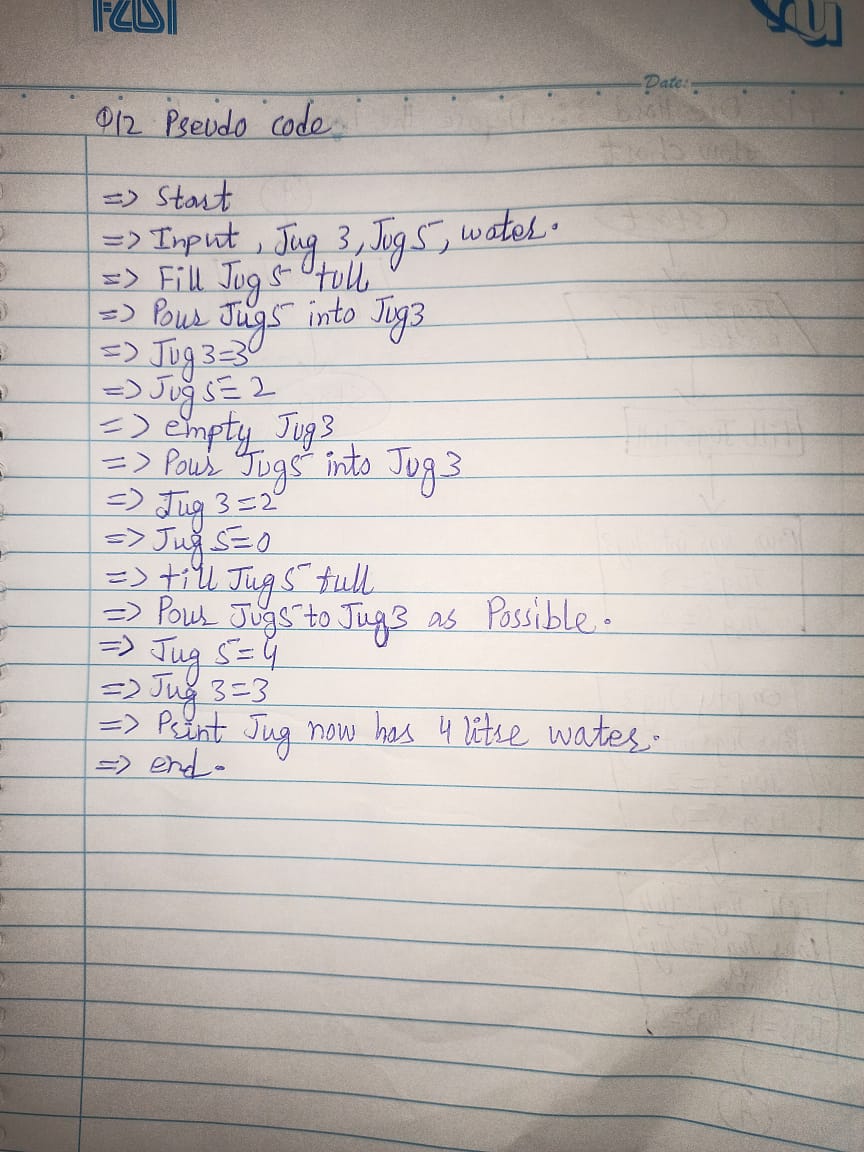 Date:
Q12 Pseudo code
=> Start
=> Input, Jug 3, Jug 5, water.
=> Fill Jug 5 full
=> Pour Jug5 into Jug3
=> Jug 3=3
=> Jug 5=2
=> empty Jug3
=> Pour Jug5 into Jug 3
=> Jug 3=2
=> Jug 5=0
=> fill Jug 5 full
=> Pour Jug5 to Jug3 as Possible.
=> Jug 5=4
=> Jug 3=3
=> Print Jug now has 4 litre water.
=> end.